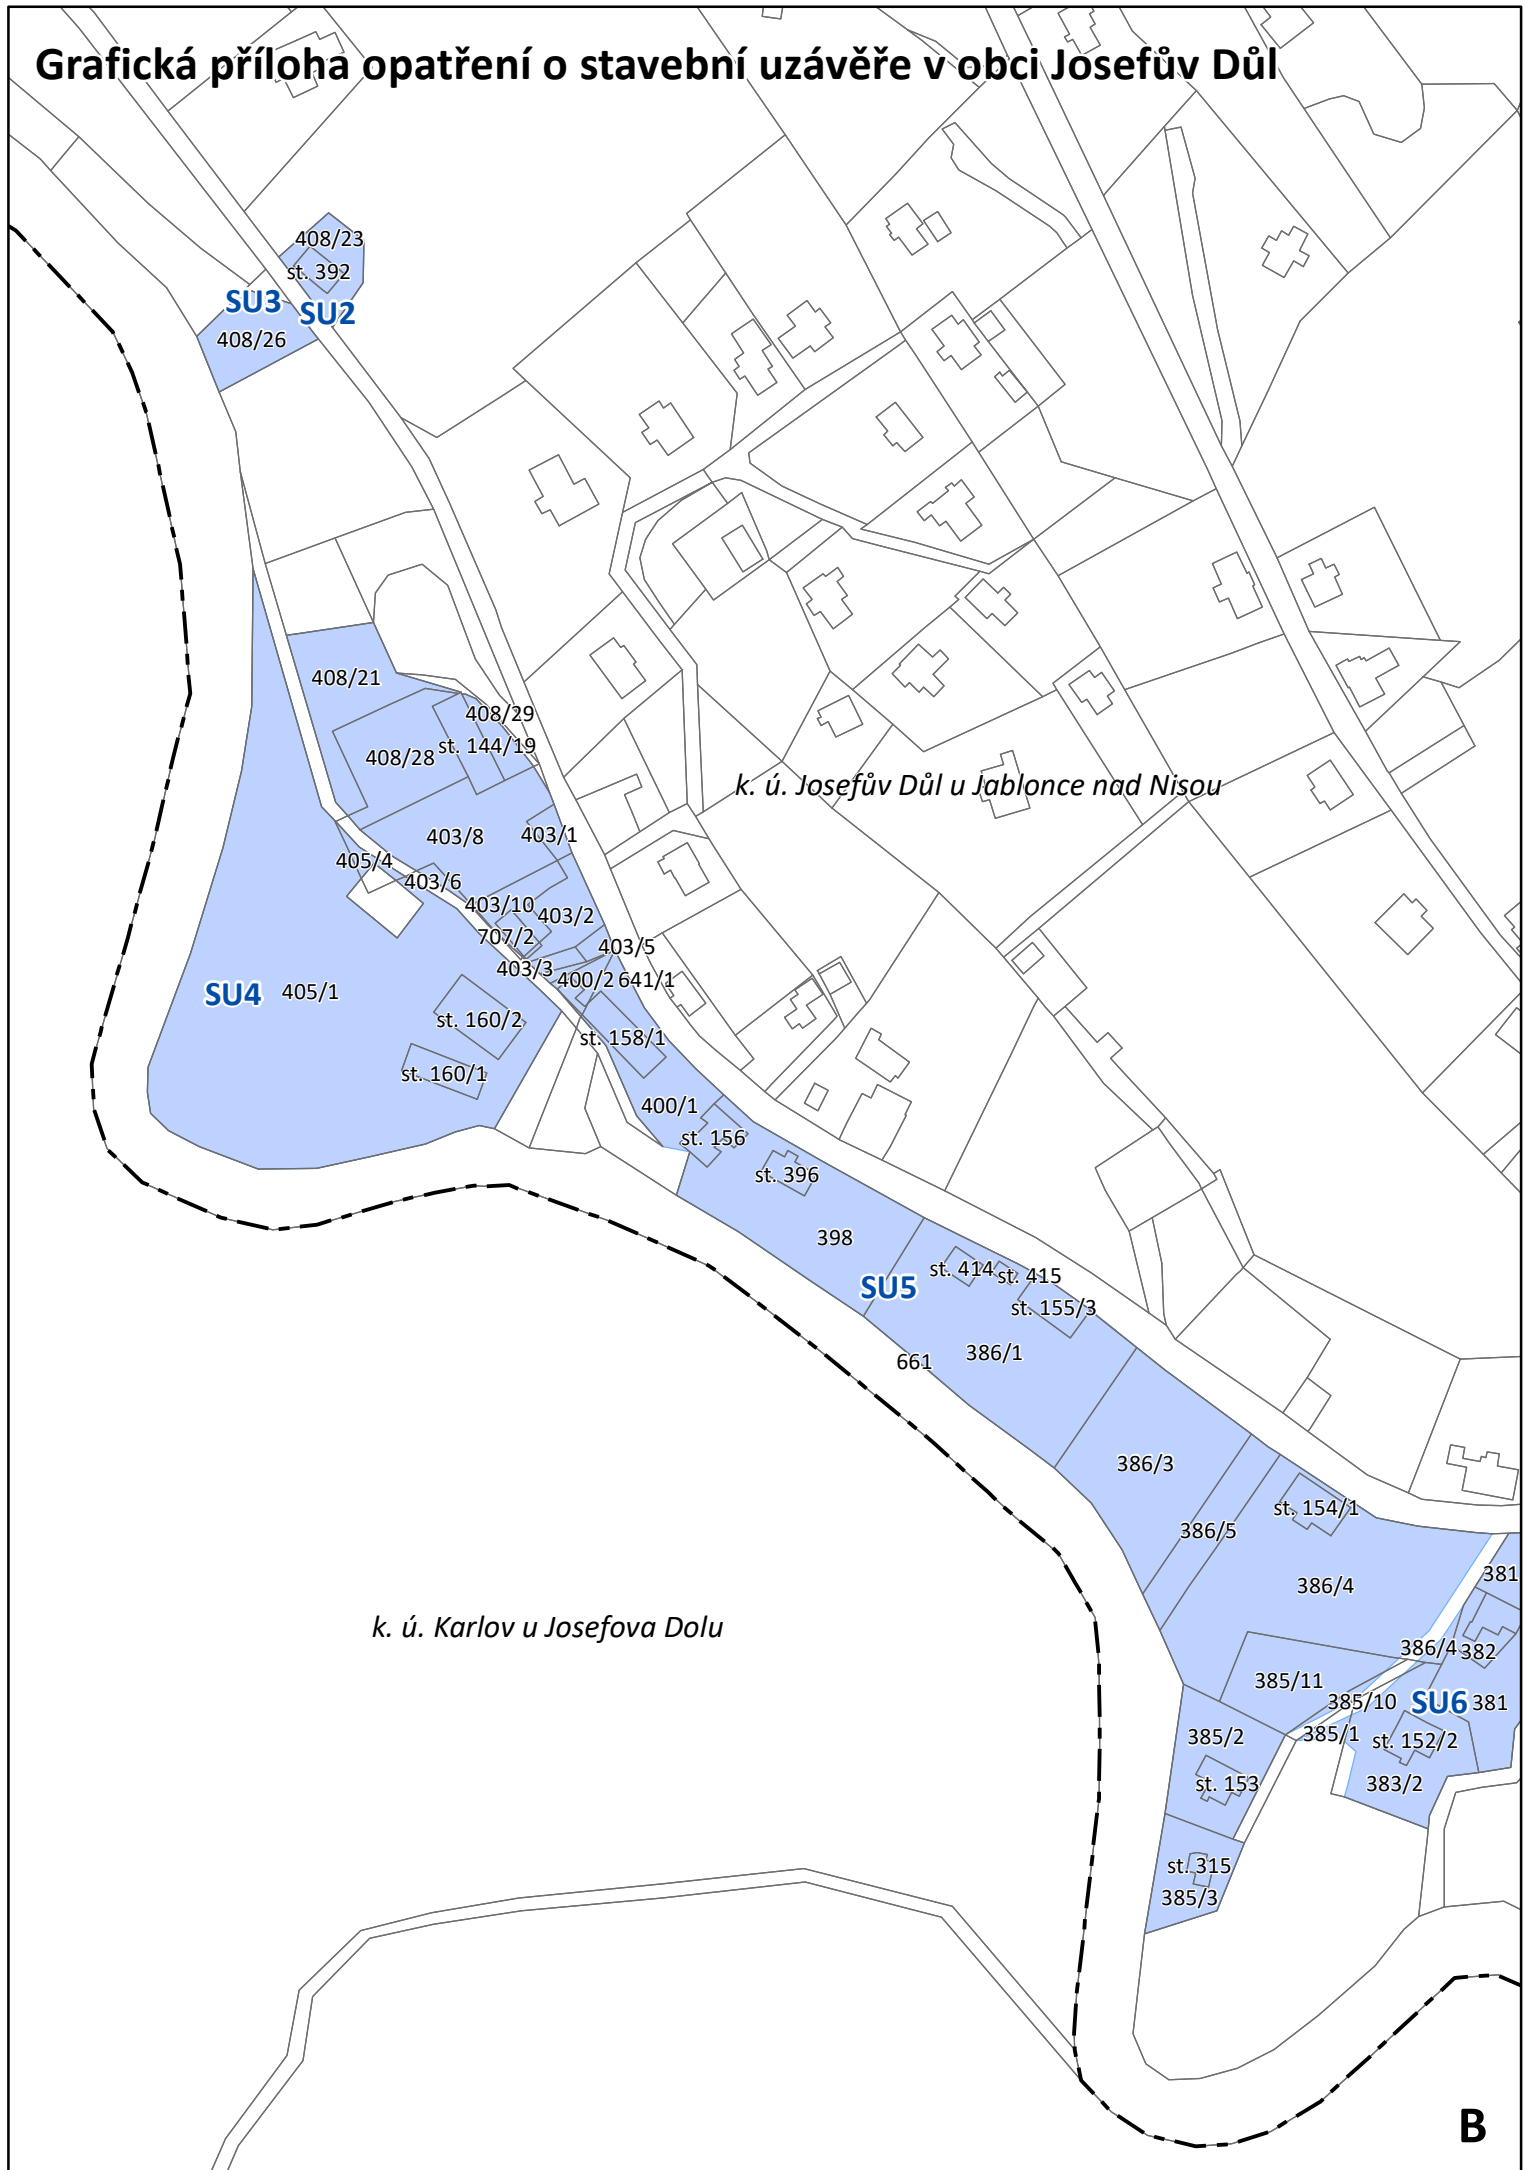 Grafická příloha opatření o stavební uzávěře v obci Josefův Důl
408/23
st. 392
SU3
SU2
408/26
408/21
408/29
st. 144/19
408/28
k. ú. Josefův Důl u Jablonce nad Nisou
403/8
403/1
405/4
403/6
403/10
403/2
707/2
403/5
403/3
400/2
641/1
SU4
405/1
st. 160/2
st. 158/1
st. 160/1
400/1
st. 156
st. 396
398
st. 414
st. 415
SU5
st. 155/3
386/1
661
386/3
st. 154/1
386/5
381
386/4
k. ú. Karlov u Josefova Dolu
386/4
382
385/11
385/10
SU6
381
385/2
385/1
st. 152/2
st. 153
383/2
st. 315
385/3
B